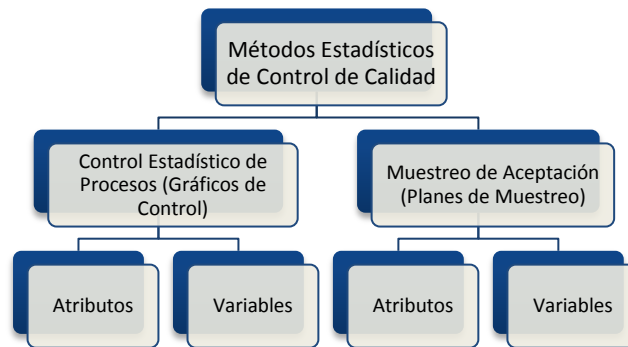 Métodos Estadísticos
de Control de Calidad
Control Estadístico de
Procesos (Gráficos de
Control)
Muestreo de Aceptación
(Planes de Muestreo)
Atributos
Variables
Atributos
Variables